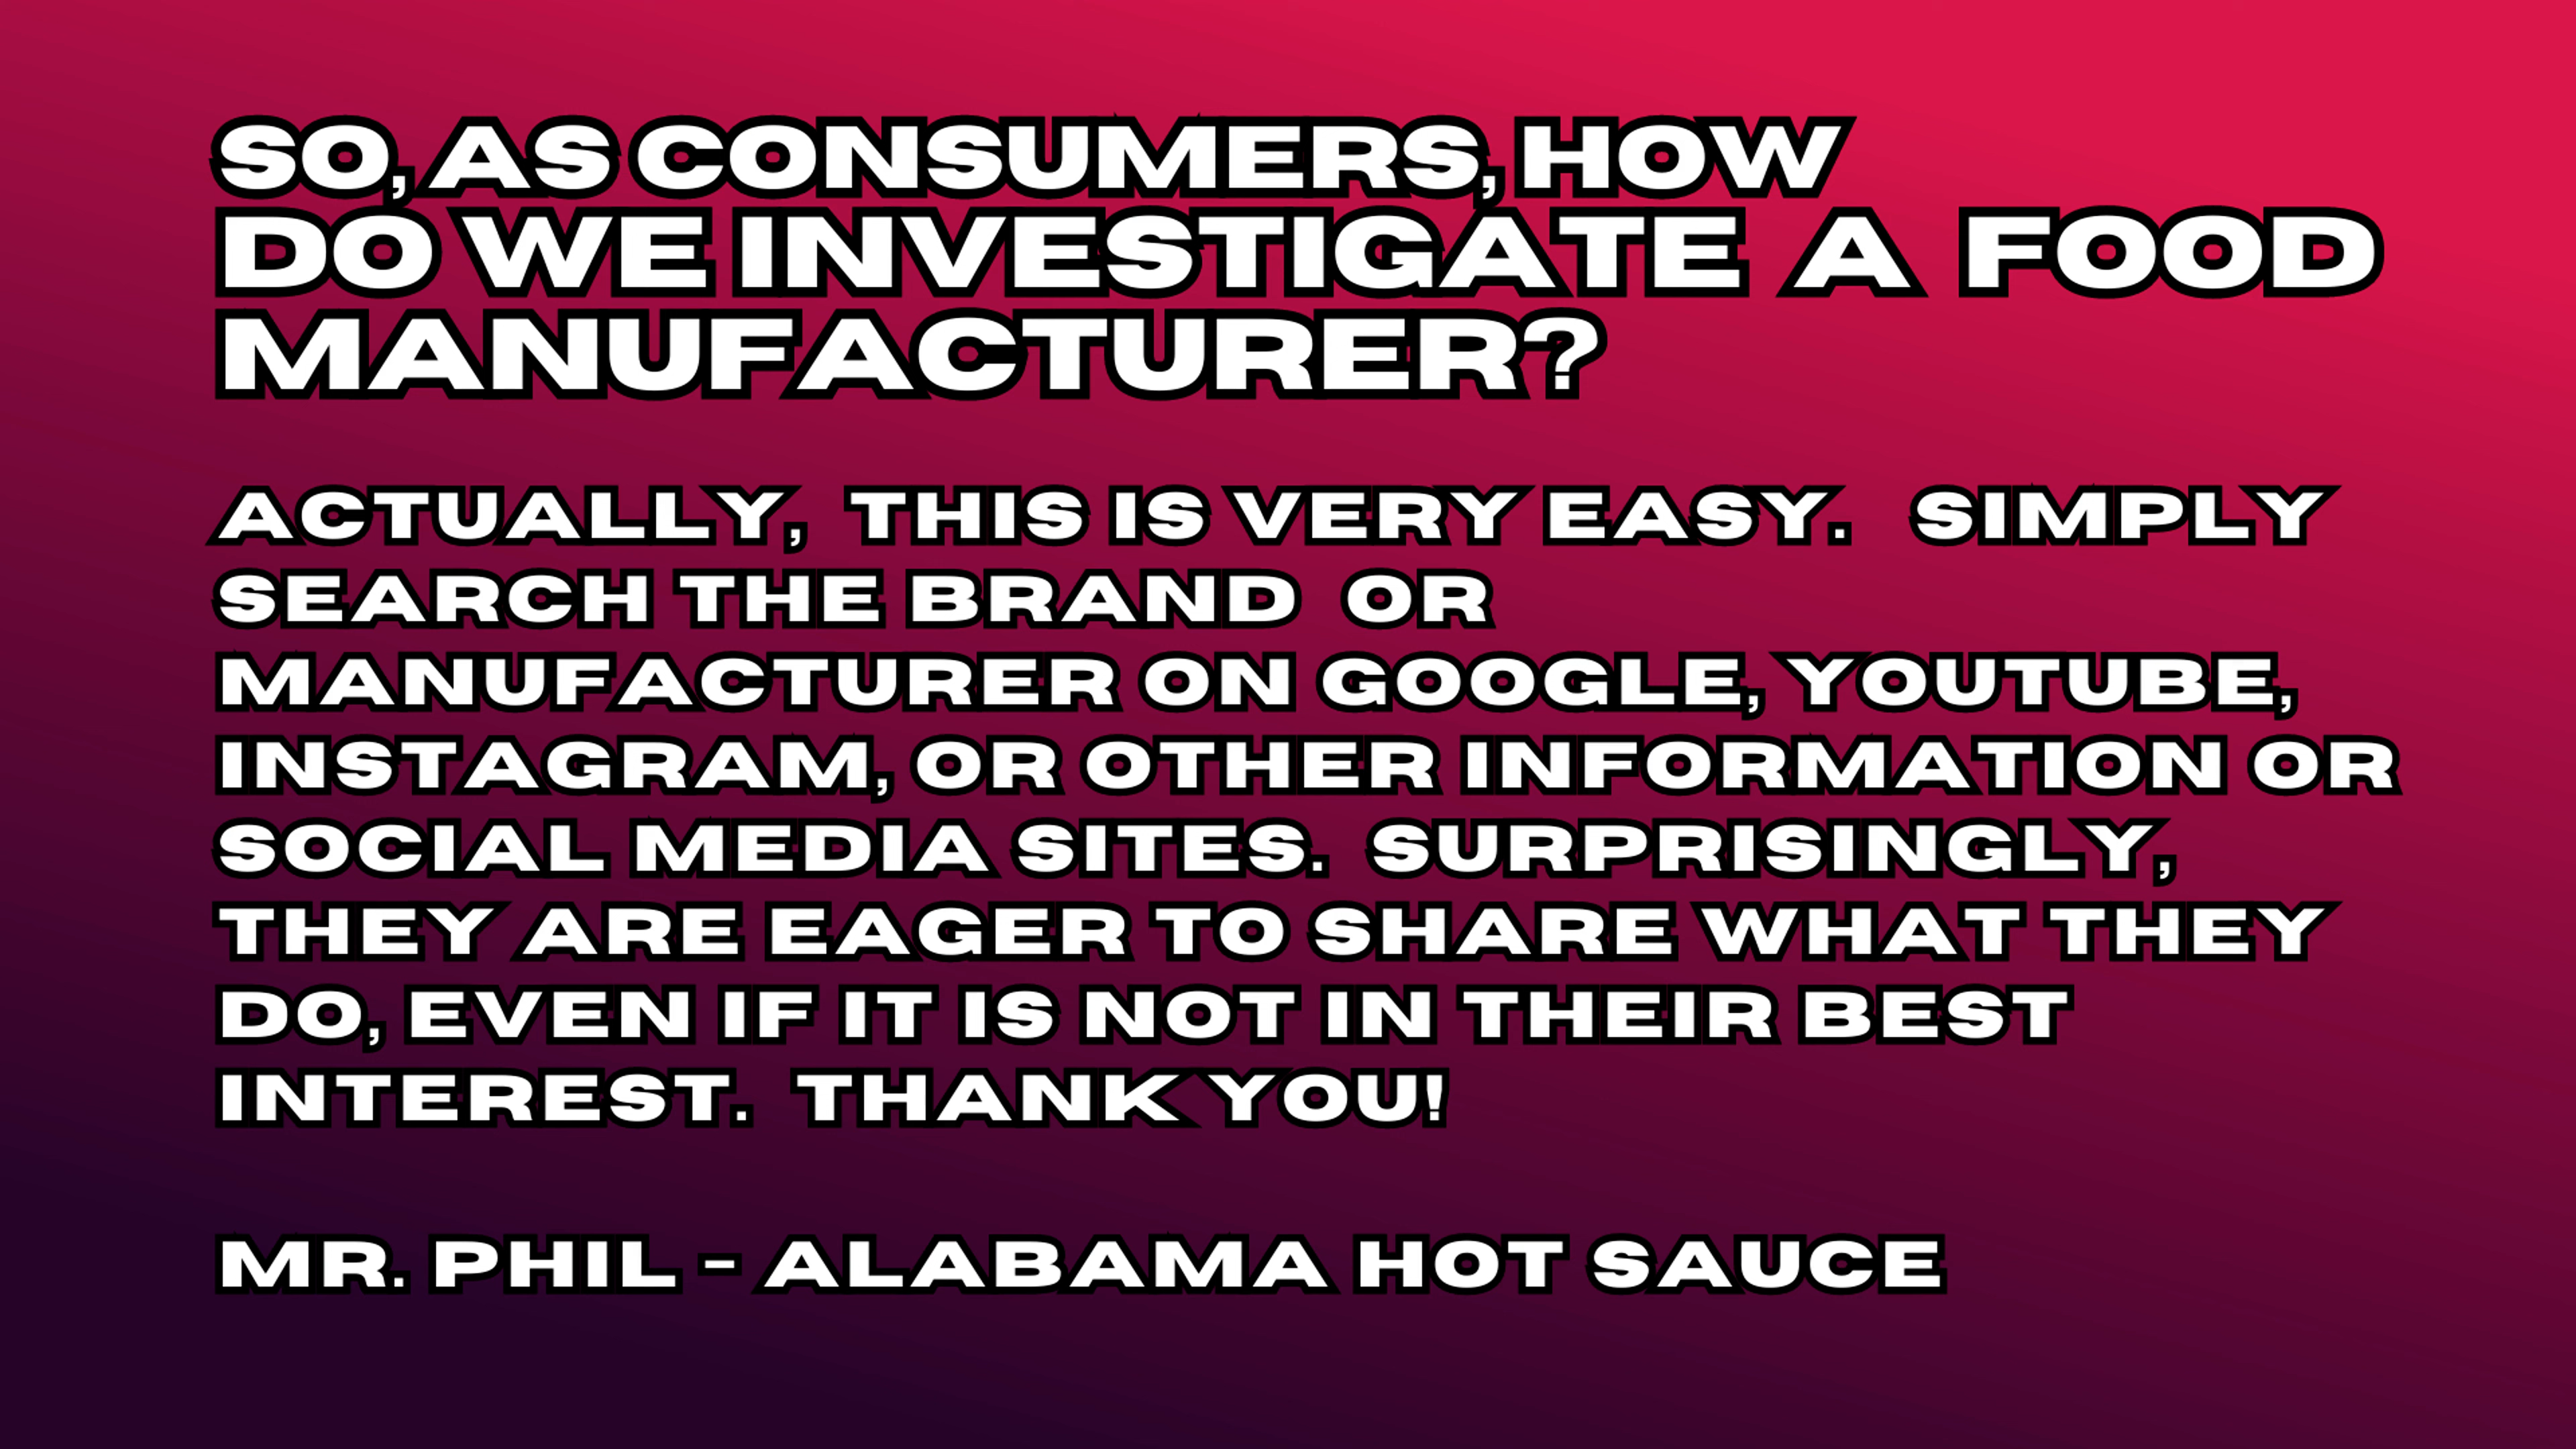 SO, AS CONSUMERS, HOW
DO WE INVESTIGATE A FOOD
MANUFACTURER?
ACTUALLY, THIS IS VERY EASY. SIMPLY
SEARCH THE BRAND OR
MANUFACTURER ON GOOGLE, YOUTUBE,
INSTAGRAM, OR OTHER INFORMATION OR
SOCIAL MEDIA SITES. SURPRISINGLY,
THEY ARE EAGER TO SHARE WHAT THEY
DO, EVEN IF IT IS NOT IN THEIR BEST
INTEREST. THANK YOU!
MR. PHIL - ALABAMA HOT SAUCE